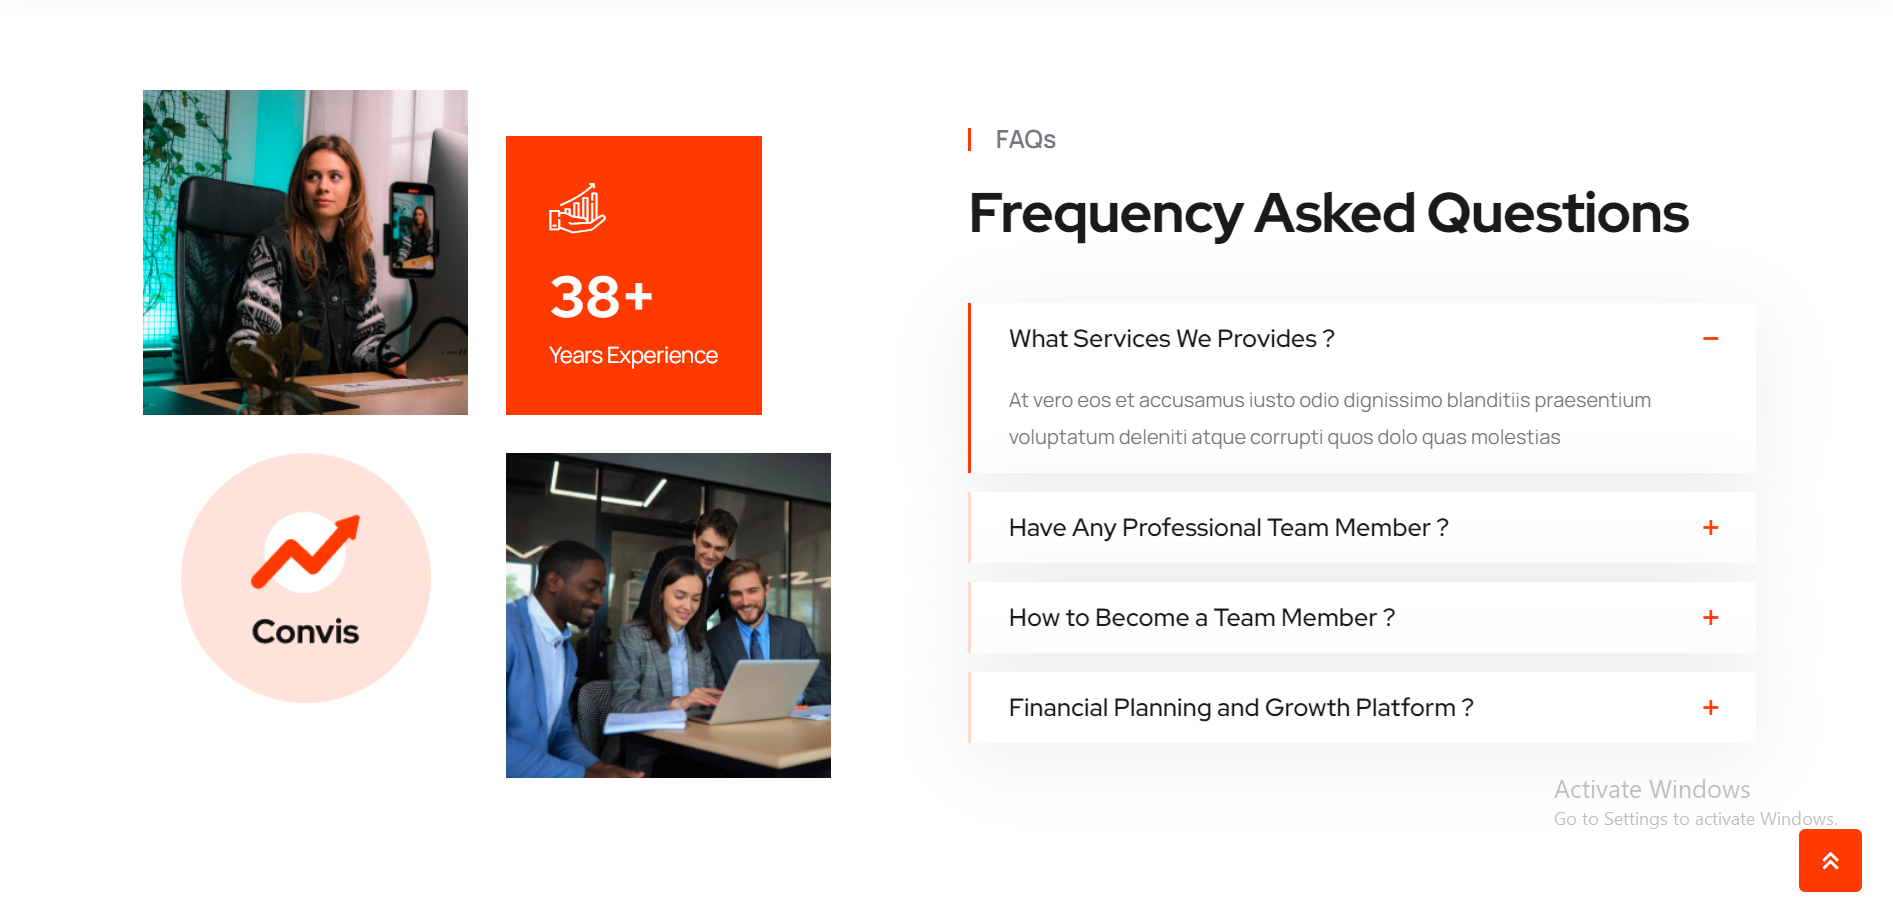 38+
Years Experience
Convis
FAQs
Frequency Asked Questions
What Services We Provides ?
At vero eos et accusamus iusto odio dignissimo blanditiis praesentium
voluptatum deleniti atque corrupti quos dolo quas molestias
Have Any Professional Team Member ?
How to Become a Team Member ?
Financial Planning and Growth Platform ?
Activate Windows
Go to Settings to activate Windows.